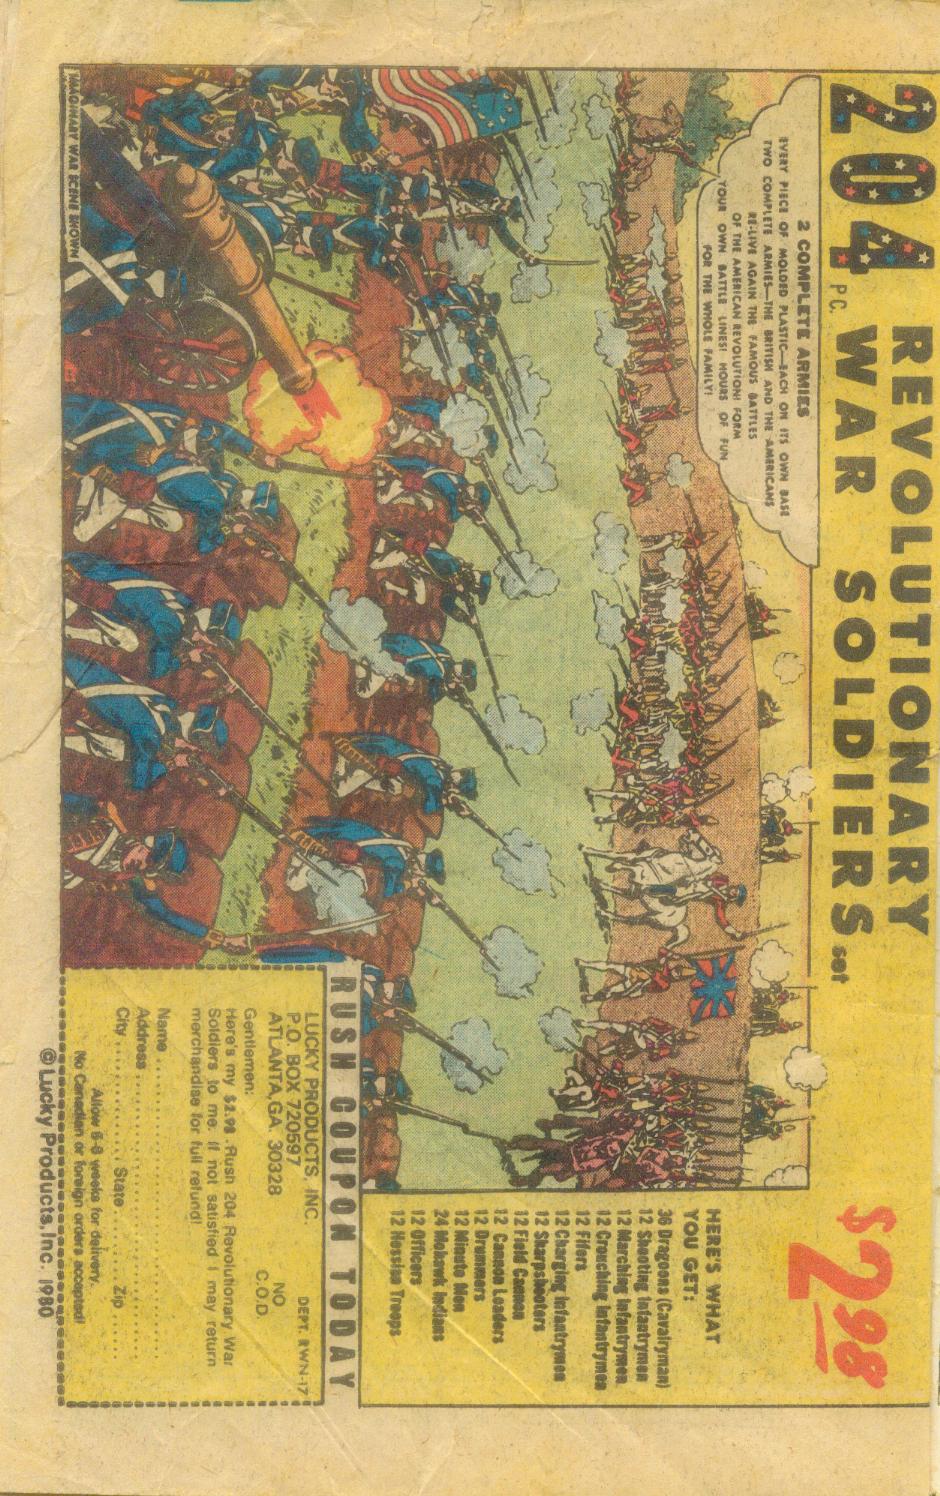 204 PC. REVOLUTIONARY
WAR SOLDIERS set
$2.98
2 COMPLETE ARMIES
EVERY PIECE OF MOLDED PLASTIC—EACH ON ITS OWN BASE
TWO COMPLETE ARMIES—THE BRITISH AND THE AMERICANS
RE-LIVE AGAIN THE FAMOUS BATTLES
OF THE AMERICAN REVOLUTION! FORM
YOUR OWN BATTLE LINES! HOURS OF FUN
FOR THE WHOLE FAMILY!
HERE'S WHAT
YOU GET:
36 Dragoons (Cavalryman)
12 Shooting Infantrymen
12 Marching Infantrymen
12 Crouching Infantrymen
12 Fifers
12 Charging Infantrymen
12 Sharpshooters
12 Field Cannon
12 Cannon Loaders
12 Drummers
12 Minute Men
24 Mohawk Indians
12 Officers
12 Hessian Troops
IMAGINARY WAR SCENE SHOWN
RUSH COUPON TODAY
LUCKY PRODUCTS, INC. DEPT. RWN-17
P.O. BOX 720597 NO
ATLANTA, GA 30328 C.O.D.
Gentlemen:
Here's my $2.98. Rush 204 Revolutionary War
Soldiers to me. If not satisfied I may return
merchandise for full refund!
Name
Address
City State Zip
Allow 6-8 weeks for delivery.
No Canadian or foreign orders accepted!
© Lucky Products, Inc. 1980